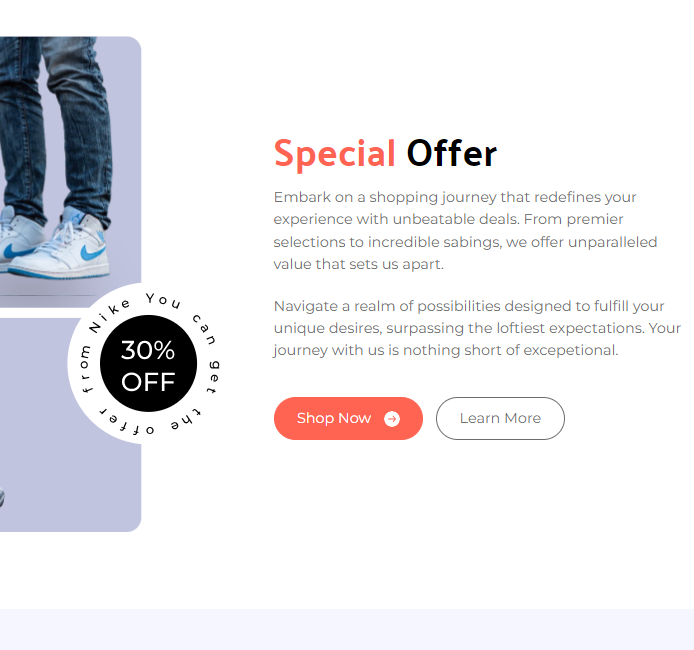 Special Offer
Embark on a shopping journey that redefines your
experience with unbeatable deals. From premier
selections to incredible sabings, we offer unparalleled
value that sets us apart.
Navigate a realm of possibilities designed to fulfill your
unique desires, surpassing the loftiest expectations. Your
journey with us is nothing short of excepetional.
Shop Now
Learn More
You can get the offer from Nike
30%
OFF